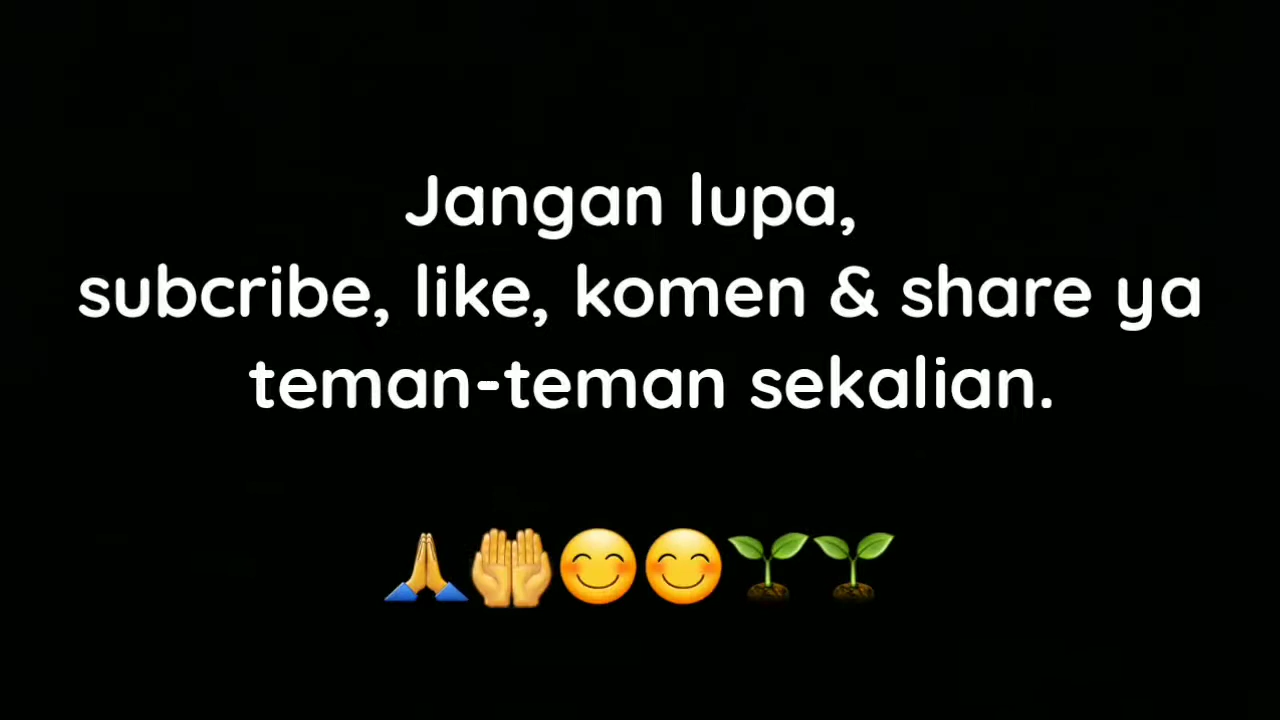 Jangan lupa,
subcribe, like, komen & share ya
teman-teman sekalian.
🙏🤲😊😊🌱🌱